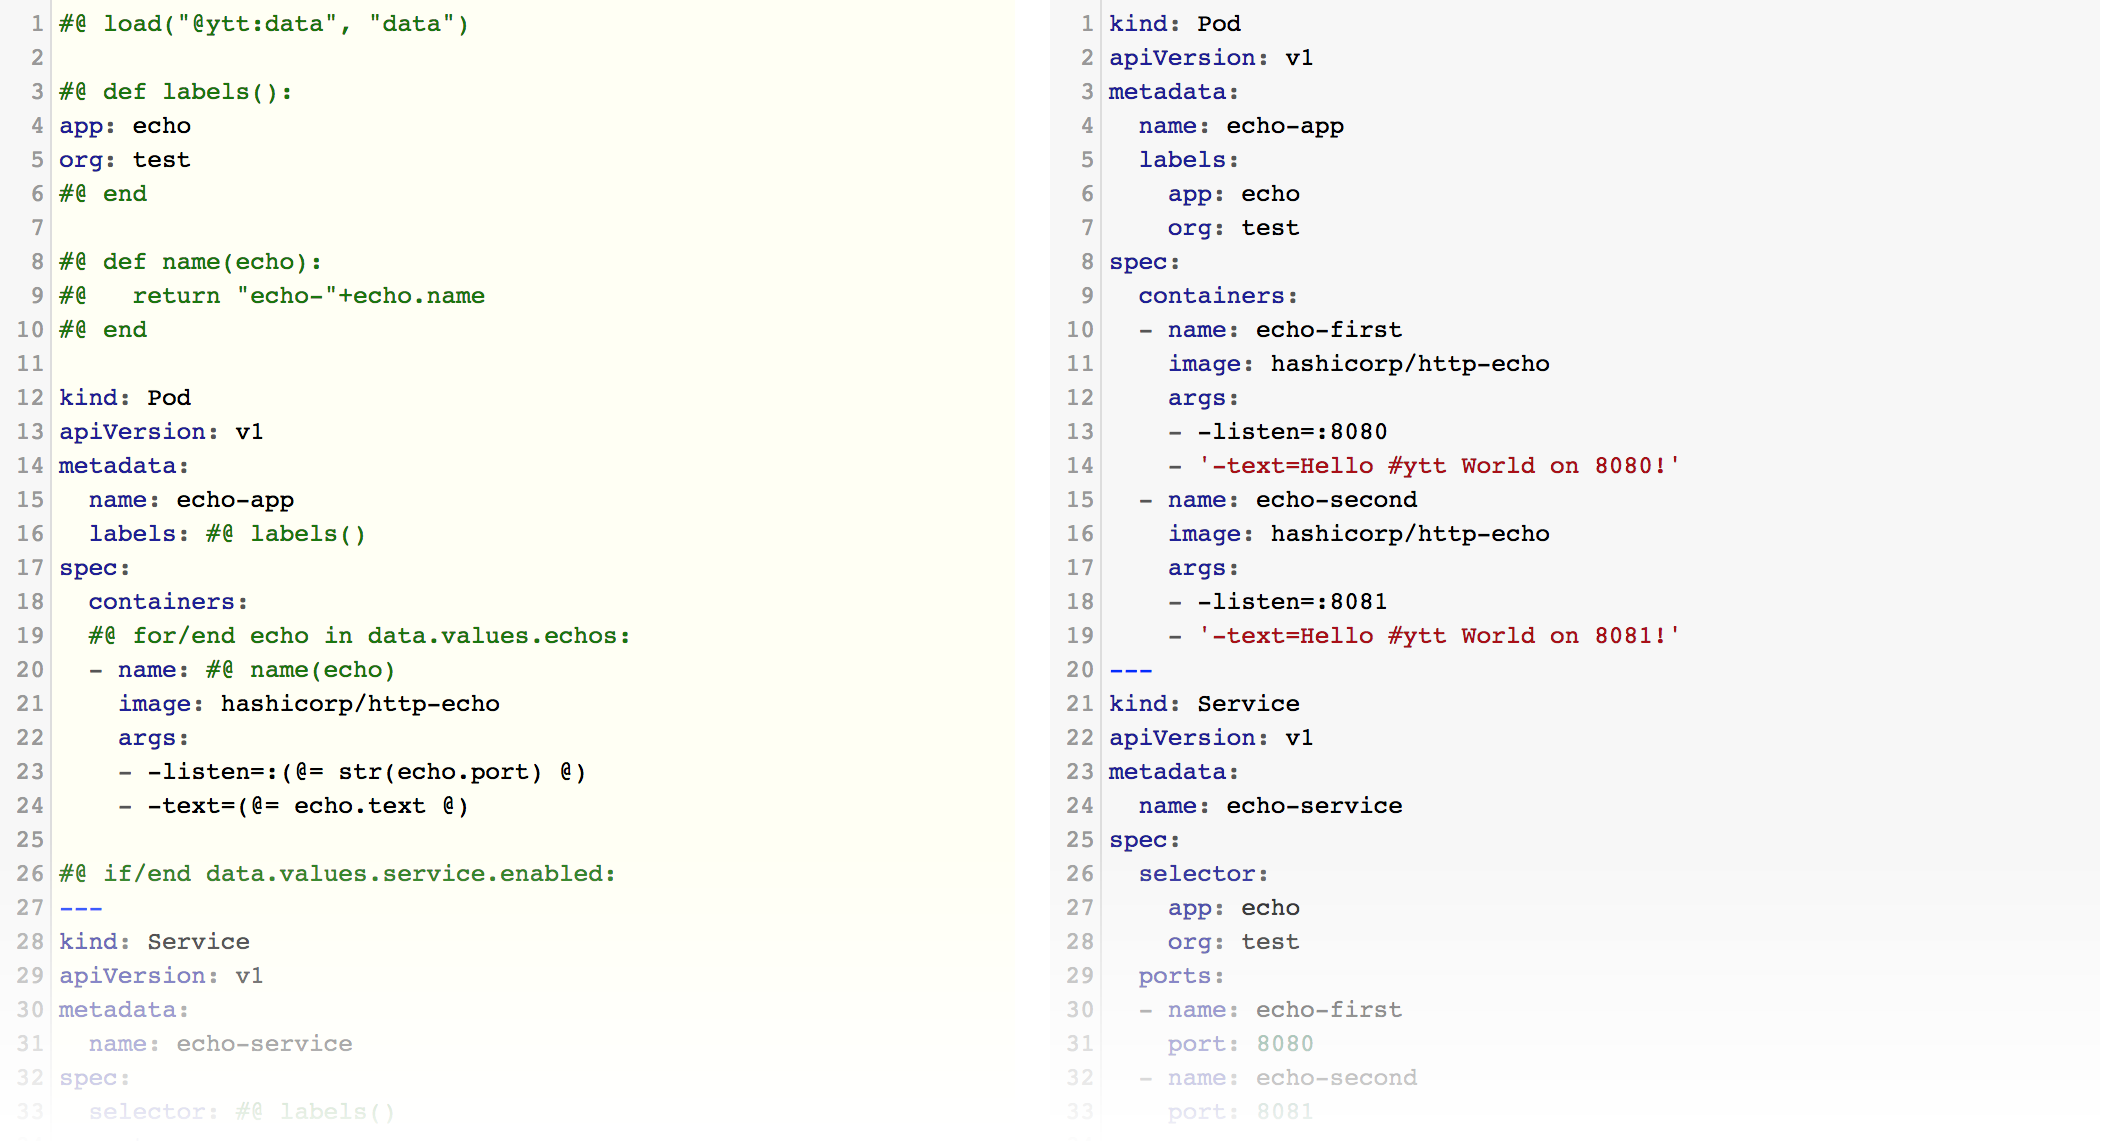 1 #@ load("@ytt:data", "data")
2
3 #@ def labels():
4 app: echo
5 org: test
6 #@ end
7
8 #@ def name(echo):
9 #@   return "echo-"+echo.name
10 #@ end
11
12 kind: Pod
13 apiVersion: v1
14 metadata:
15   name: echo-app
16   labels: #@ labels()
17 spec:
18   containers:
19   #@ for/end echo in data.values.echos:
20   - name: #@ name(echo)
21     image: hashicorp/http-echo
22     args:
23     - -listen=:(@= str(echo.port) @)
24     - -text=(@= echo.text @)
25
26 #@ if/end data.values.service.enabled:
27 ---
28 kind: Service
29 apiVersion: v1
30 metadata:
31   name: echo-service
32 spec:
33   selector: #@ labels()
1 kind: Pod
2 apiVersion: v1
3 metadata:
4   name: echo-app
5   labels:
6     app: echo
7     org: test
8 spec:
9   containers:
10   - name: echo-first
11     image: hashicorp/http-echo
12     args:
13     - -listen=:8080
14     - '-text=Hello #ytt World on 8080!'
15   - name: echo-second
16     image: hashicorp/http-echo
17     args:
18     - -listen=:8081
19     - '-text=Hello #ytt World on 8081!'
20 ---
21 kind: Service
22 apiVersion: v1
23 metadata:
24   name: echo-service
25 spec:
26   selector:
27     app: echo
28     org: test
29   ports:
30   - name: echo-first
31     port: 8080
32   - name: echo-second
33     port: 8081